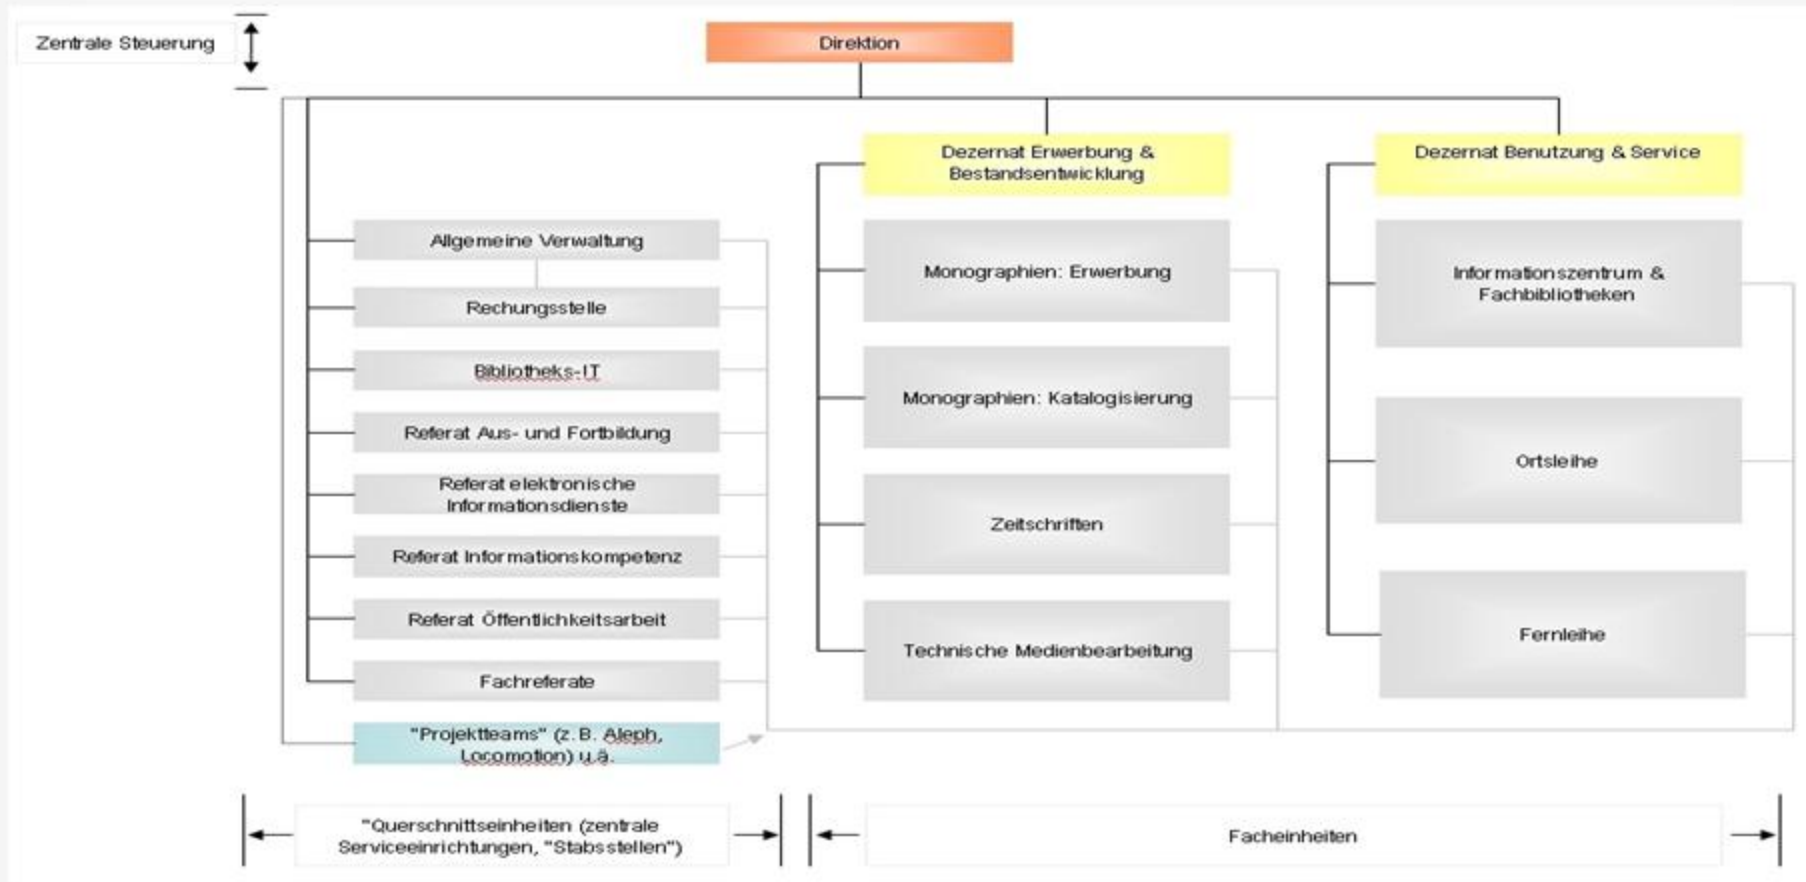 Zentrale Steuerung
Direktion
Dezernat Erwerbung &
Bestandsentwicklung
Dezernat Benutzung & Service
Allgemeine Verwaltung
Rechungsstelle
Bibliotheks-IT
Referat Aus- und Fortbildung
Referat elektronische
Informationsdienste
Referat Informationskompetenz
Referat Öffentlichkeitsarbeit
Fachreferate
"Projektteams" (z.B. Aleph,
Locomotion) u.ä.
Monographien: Erwerbung
Monographien: Katalogisierung
Zeitschriften
Technische Medienbearbeitung
Informationszentrum &
Fachbibliotheken
Ortsleihe
Fernleihe
"Querschnittseinheiten (zentrale
Serviceeinrichtungen, "Stabsstellen")
Facheinheiten